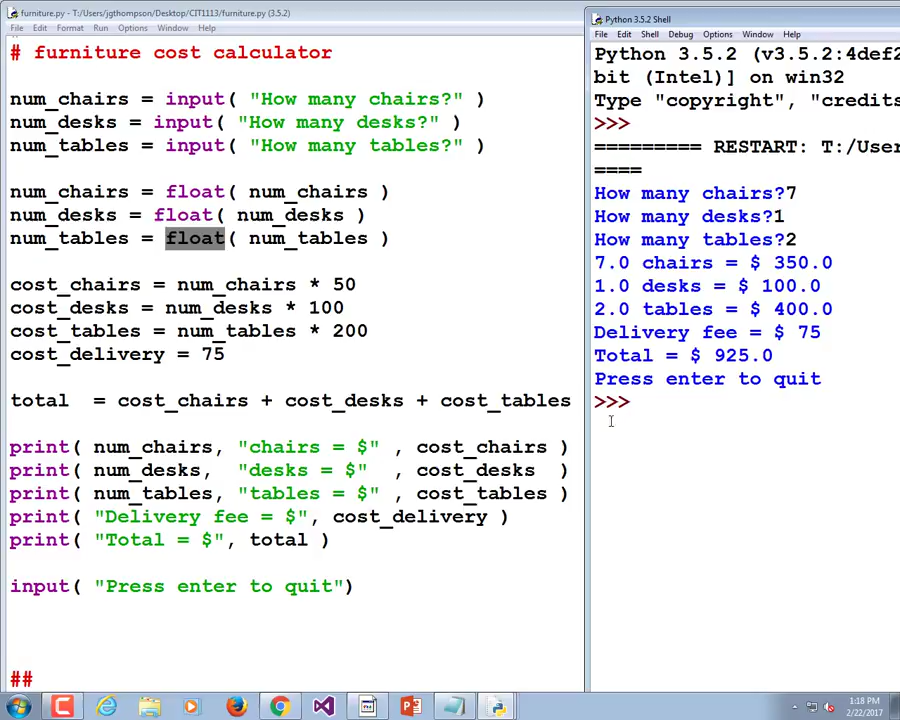 furniture.py - T:/Users/jgthompson/Desktop/CIT1113/furniture.py (3.5.2)
File Edit Format Run Options Window Help
# furniture cost calculator
num_chairs = input( "How many chairs?" )
num_desks = input( "How many desks?" )
num_tables = input( "How many tables?" )
num_chairs = float( num_chairs )
num_desks = float( num_desks )
num_tables = float( num_tables )
cost_chairs = num_chairs * 50
cost_desks = num_desks * 100
cost_tables = num_tables * 200
cost_delivery = 75
total = cost_chairs + cost_desks + cost_tables
print( num_chairs, "chairs = $" , cost_chairs )
print( num_desks, "desks = $" , cost_desks )
print( num_tables, "tables = $" , cost_tables )
print( "Delivery fee = $", cost_delivery )
print( "Total = $", total )
input( "Press enter to quit")
##
Python 3.5.2 Shell
File Edit Shell Debug Options Window Help
Python 3.5.2 (v3.5.2:4def2
bit (Intel)] on win32
Type "copyright", "credits
>>>
========= RESTART: T:/User
====
How many chairs?7
How many desks?1
How many tables?2
7.0 chairs = $ 350.0
1.0 desks = $ 100.0
2.0 tables = $ 400.0
Delivery fee = $ 75
Total = $ 925.0
Press enter to quit
>>>
1:18 PM
2/22/2017